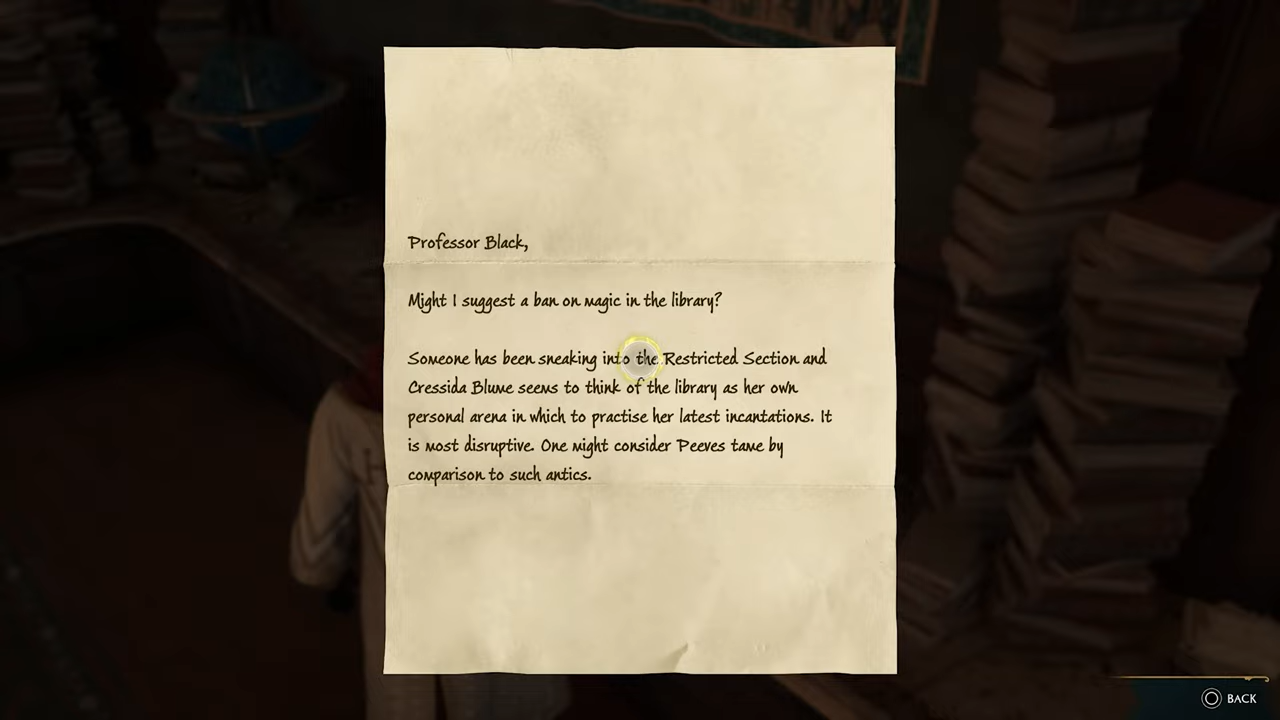 Professor Black,
Might I suggest a ban on magic in the library?
Someone has been sneaking into the Restricted Section and
Cressida Blume seems to think of the library as her own
personal arena in which to practise her latest incantations. It
is most disruptive. One might consider Peeves tame by
comparison to such antics.
BACK